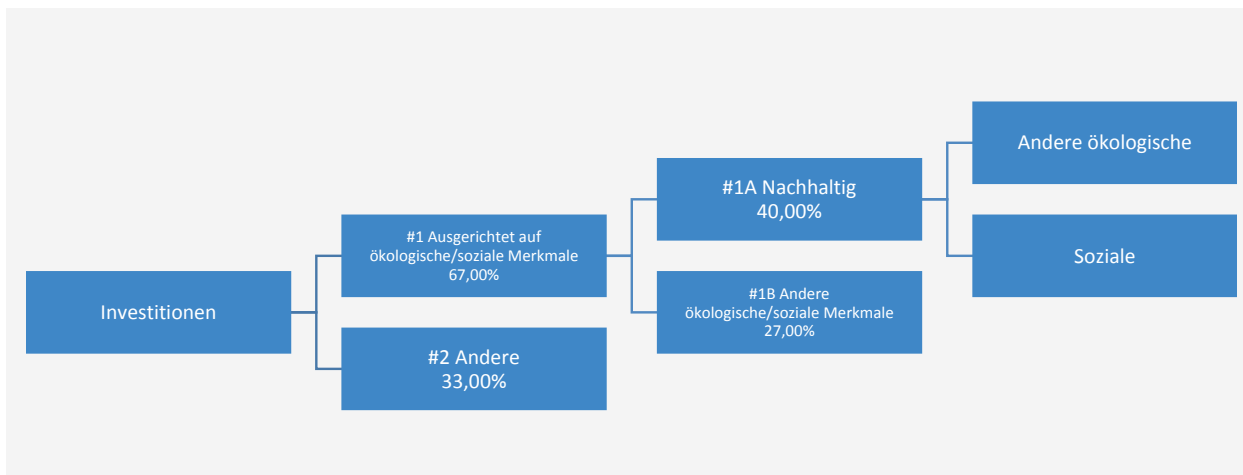 Investitionen
#1 Ausgerichtet auf
ökologische/soziale Merkmale
67,00%
#2 Andere
33,00%
#1A Nachhaltig
40,00%
#1B Andere
ökologische/soziale Merkmale
27,00%
Andere ökologische
Soziale